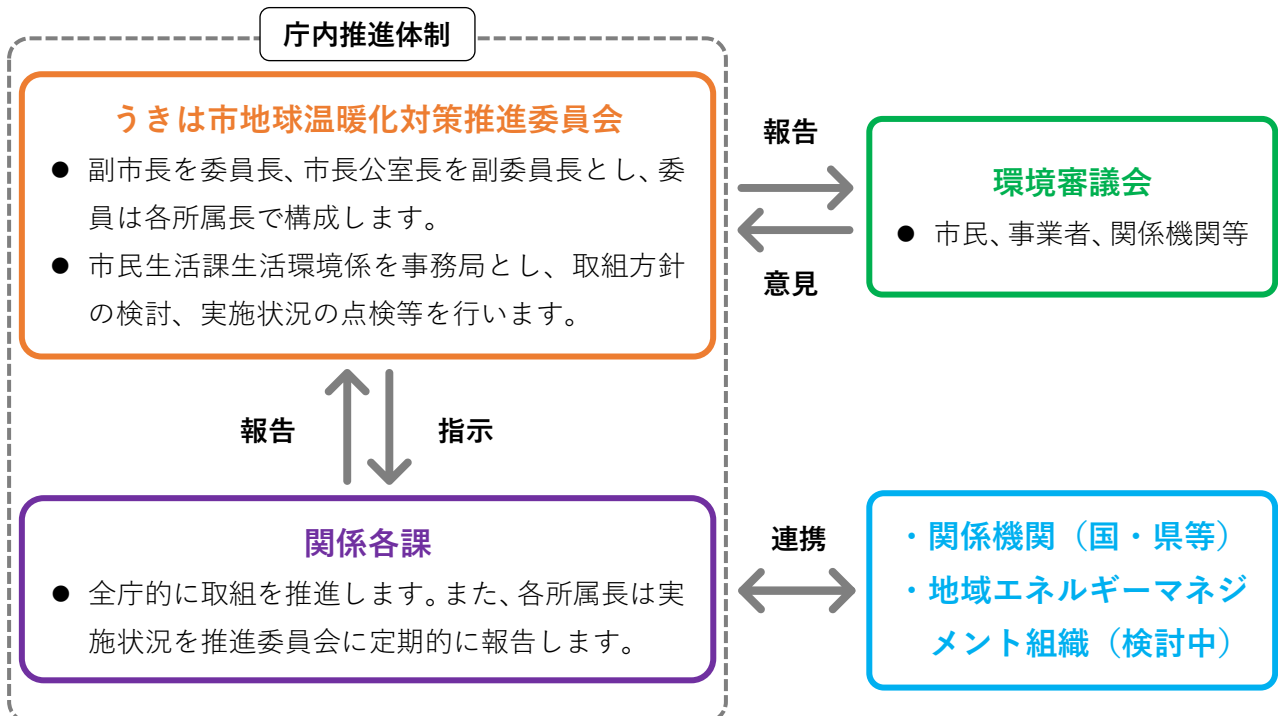 庁内推進体制
うきは市地球温暖化対策推進委員会
● 副市長を委員長、市長公室長を副委員長とし、委
員は各所属長で構成します。
● 市民生活課生活環境係を事務局とし、取組方針
の検討、実施状況の点検等を行います。
報告
意見
環境審議会
● 市民、事業者、関係機関等
報告
指示
関係各課
● 全庁的に取組を推進します。また、各所属長は実
施状況を推進委員会に定期的に報告します。
連携
・関係機関（国・県等）
・地域エネルギーマネジ
メント組織（検討中）